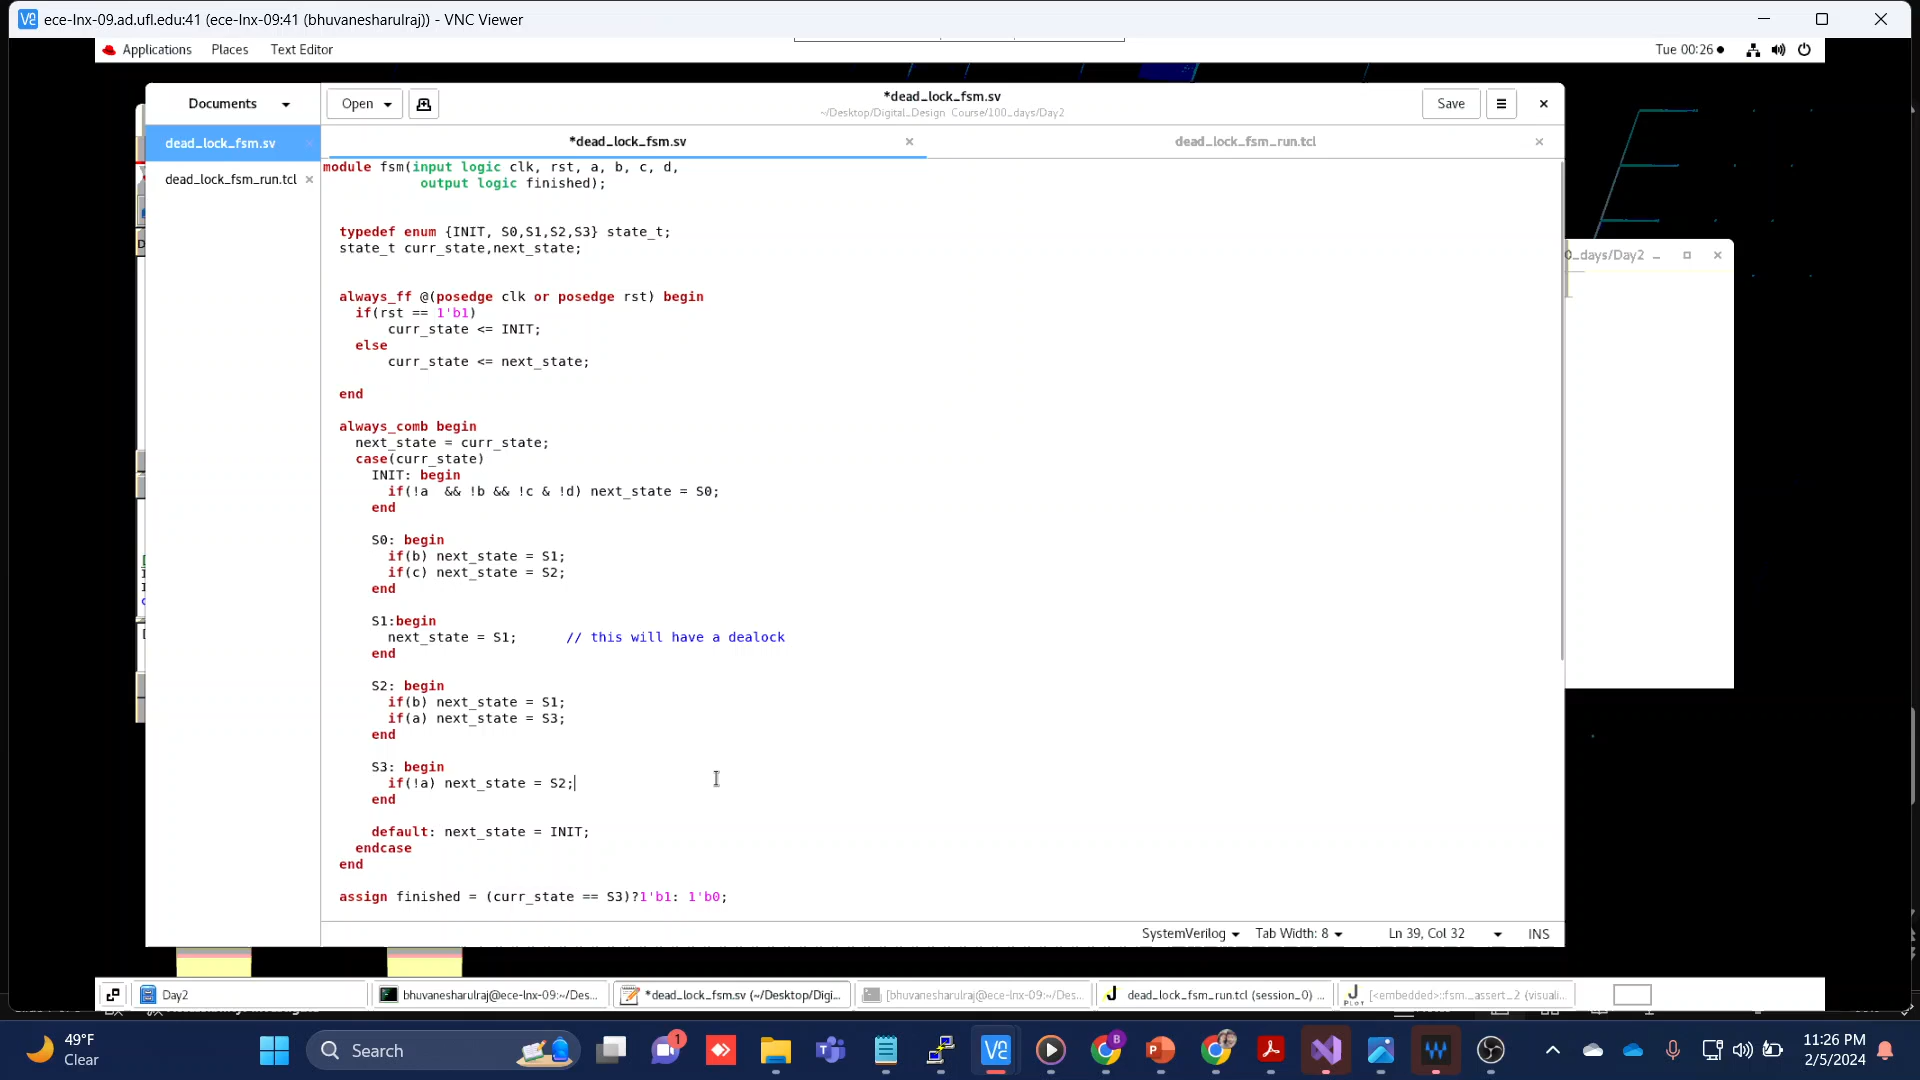 ece-lnx-09.ad.ufl.edu:41 (ece-lnx-09:41 (bhuvanesharulraj)) - VNC Viewer
Applications Places Text Editor Tue 00:26
Documents Open *dead_lock_fsm.sv Save
~/Desktop/Digital_Design Course/100_days/Day2
dead_lock_fsm.sv *dead_lock_fsm.sv dead_lock_fsm_run.tcl
dead_lock_fsm_run.tcl
module fsm(input logic clk, rst, a, b, c, d,
output logic finished);
typedef enum {INIT, S0,S1,S2,S3} state_t;
state_t curr_state,next_state;
0_days/Day2
always_ff @(posedge clk or posedge rst) begin
if(rst == 1'b1)
curr_state <= INIT;
else
curr_state <= next_state;
end
always_comb begin
next_state = curr_state;
case(curr_state)
INIT: begin
if(!a  && !b && !c & !d) next_state = S0;
end
S0: begin
if(b) next_state = S1;
if(c) next_state = S2;
end
S1:begin
next_state = S1;      // this will have a dealock
end
S2: begin
if(b) next_state = S1;
if(a) next_state = S3;
end
S3: begin
if(!a) next_state = S2;
end
default: next_state = INIT;
endcase
end
assign finished = (curr_state == S3)?1'b1: 1'b0;
SystemVerilog Tab Width: 8 Ln 39, Col 32 INS
Day2 bhuvanesharulraj@ece-lnx-09:~/Des... *dead_lock_fsm.sv (~/Desktop/Digi... [bhuvanesharulraj@ece-lnx-09:~/Des... dead_lock_fsm_run.tcl (session_0) ... [<embedded>::fsm._assert_2 (visuali...
49°F
Clear
Search
11:26 PM
2/5/2024